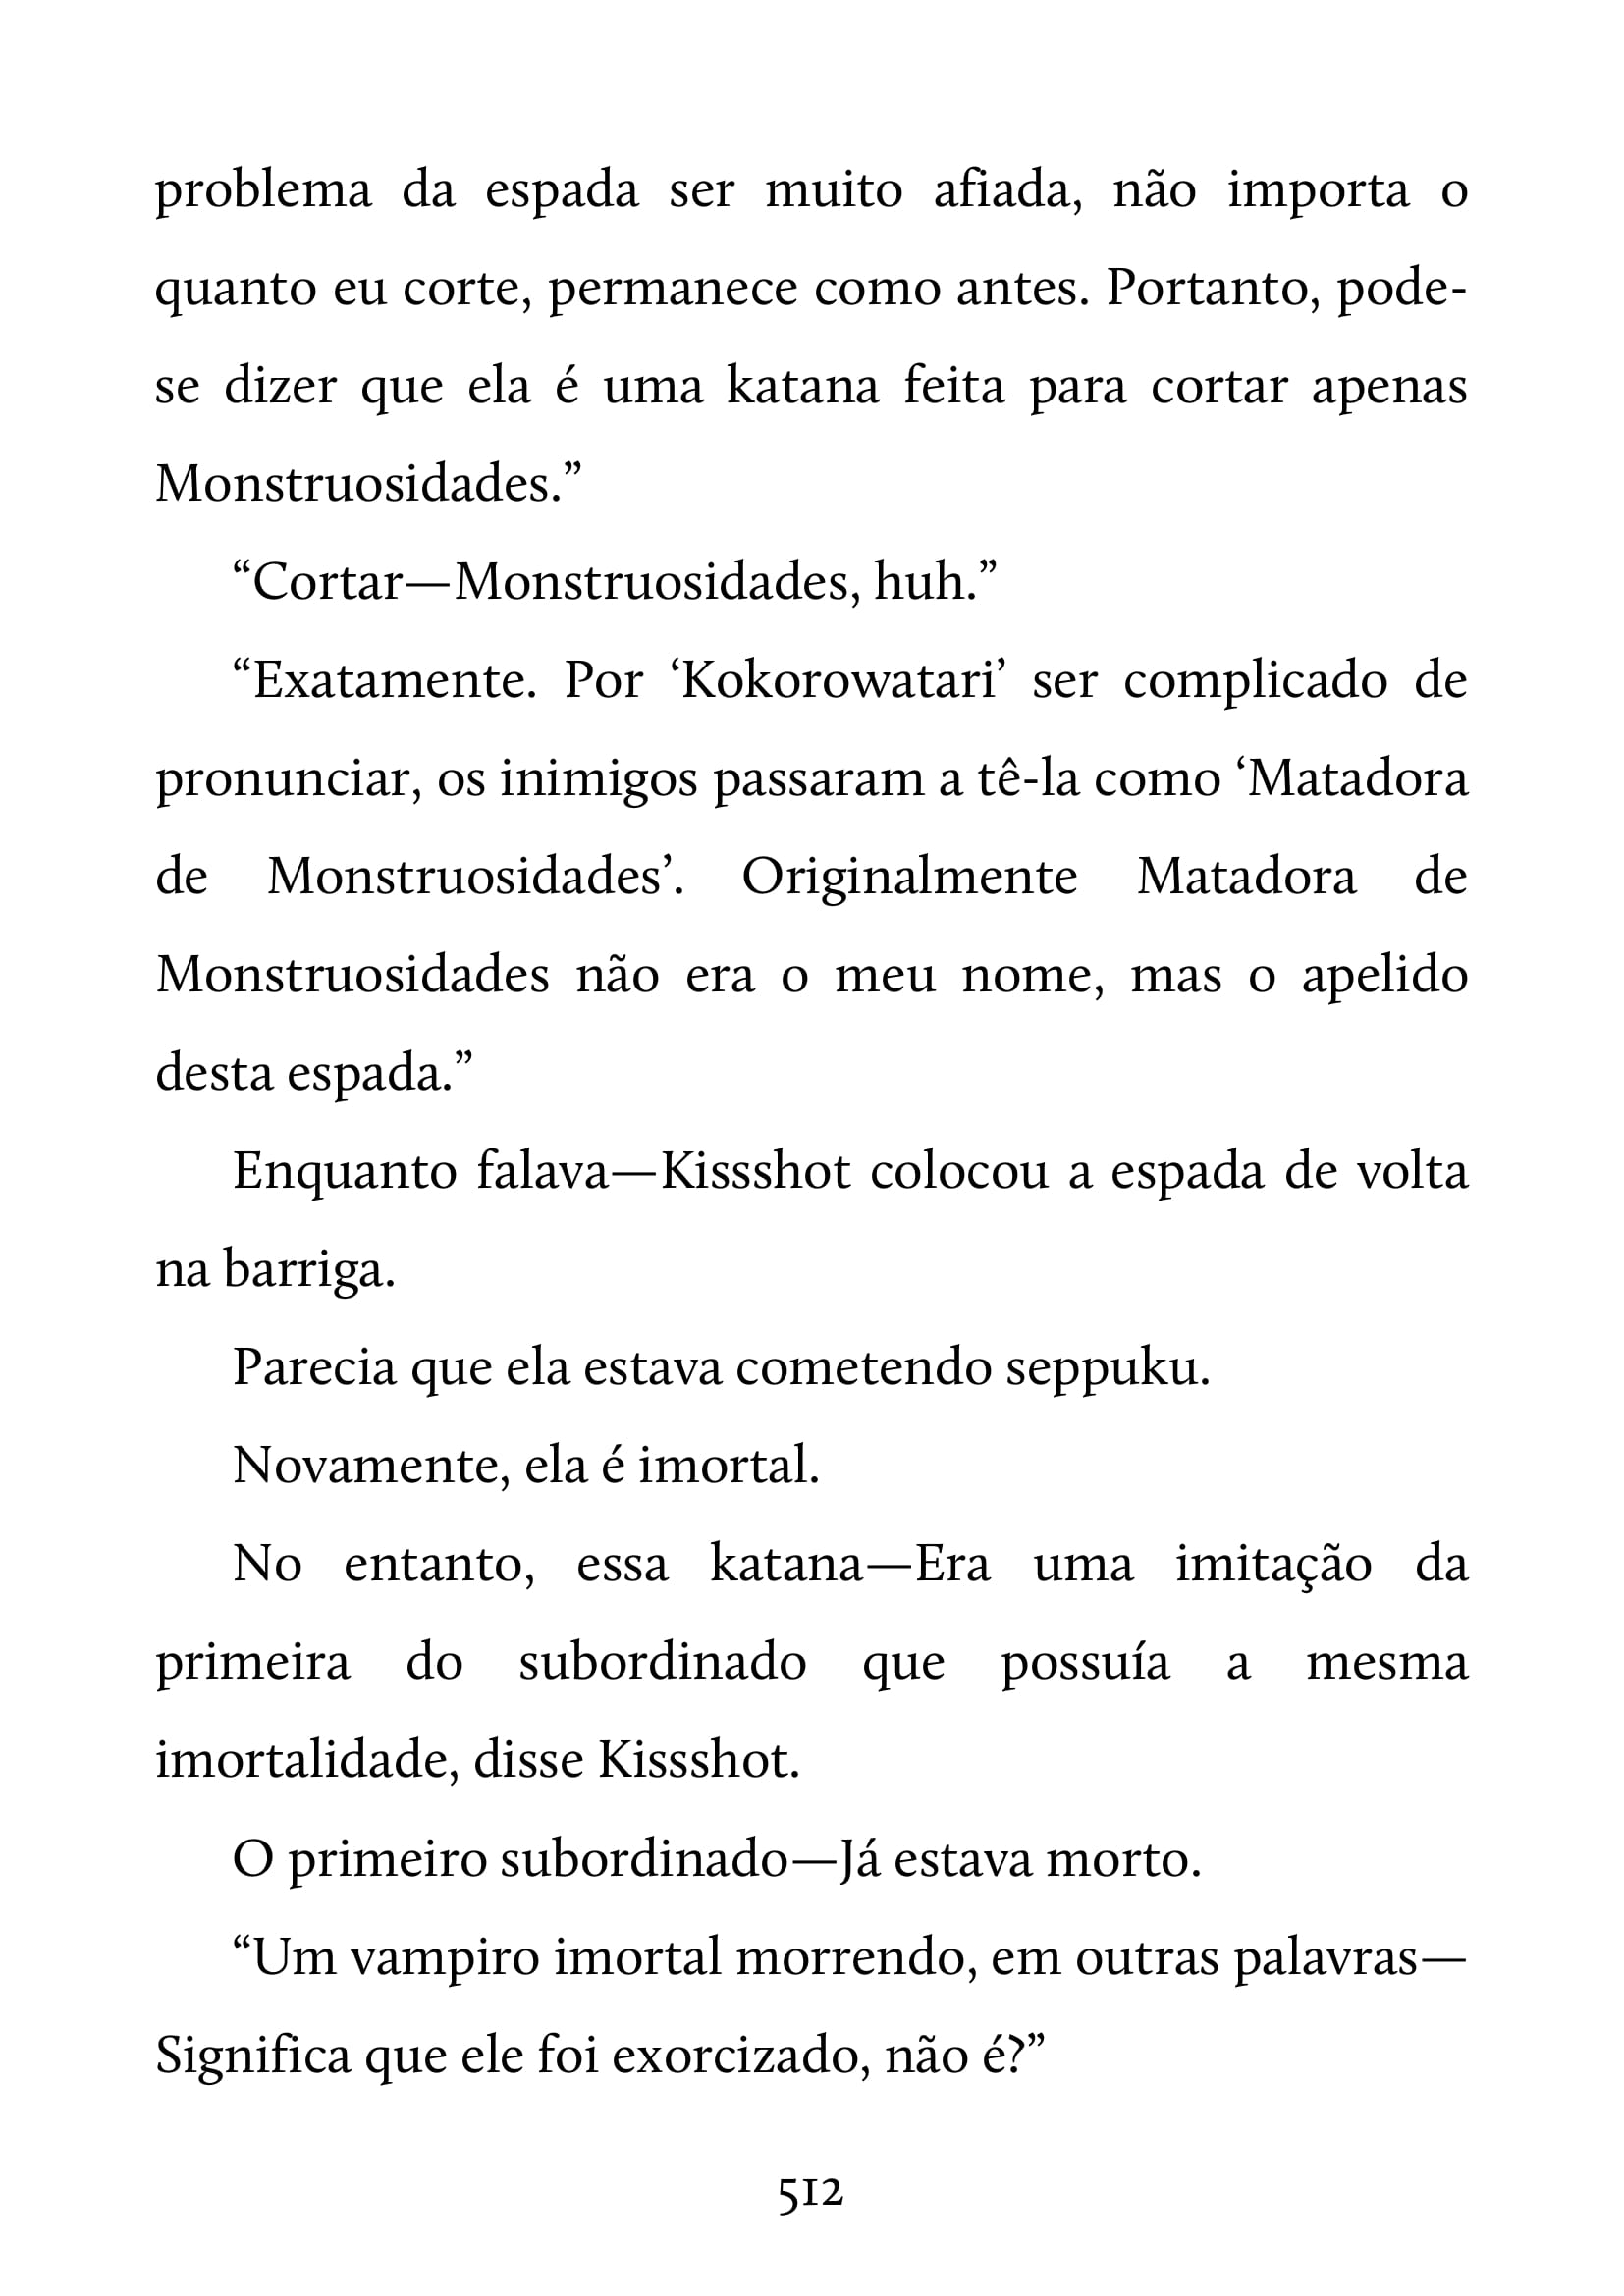 problema da espada ser muito afiada, não importa o
quanto eu corte, permanece como antes. Portanto, pode-
se dizer que ela é uma katana feita para cortar apenas
Monstruosidades.”
“Cortar—Monstruosidades, huh.”
“Exatamente. Por ‘Kokorowatari’ ser complicado de
pronunciar, os inimigos passaram a tê-la como ‘Matadora
de Monstruosidades’. Originalmente Matadora de
Monstruosidades não era o meu nome, mas o apelido
desta espada.”
Enquanto falava—Kissshot colocou a espada de volta
na barriga.
Parecia que ela estava cometendo seppuku.
Novamente, ela é imortal.
No entanto, essa katana—Era uma imitação da
primeira do subordinado que possuía a mesma
imortalidade, disse Kissshot.
O primeiro subordinado—Já estava morto.
“Um vampiro imortal morrendo, em outras palavras—
Significa que ele foi exorcizado, não é?”
512